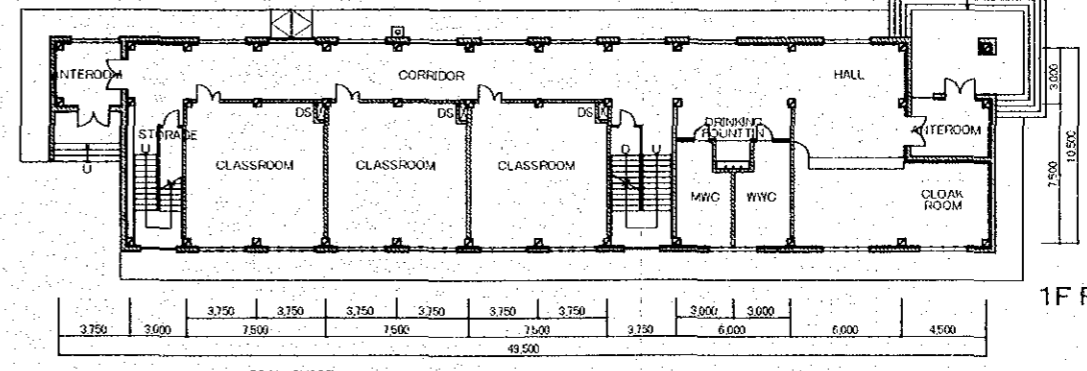 ANTEROOM
CORRIDOR
HALL
DS
DS
DS
STORAGE
DRINKING
FOUNTTIN
ANTEROOM
U
D U
CLASSROOM
CLASSROOM
CLASSROOM
MWC
WWC
CLOAK
ROOM
U
3,000
7,500
10,500
1F
3,750 3,750 3,750 3,750 3,750 3,750 3,000 3,000
3,750 3,000 7,500 7,500 7,500 3,750 6,000 6,000 4,500
49,500